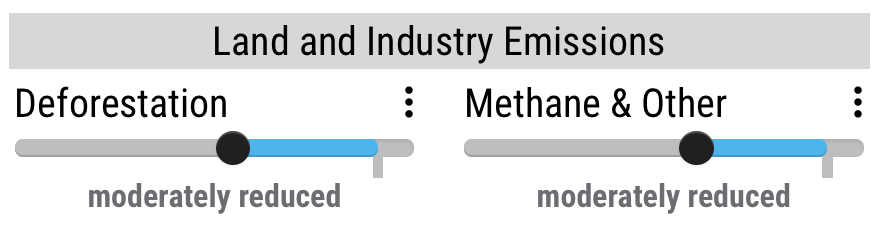 Land and Industry Emissions
Deforestation
moderately reduced
Methane & Other
moderately reduced